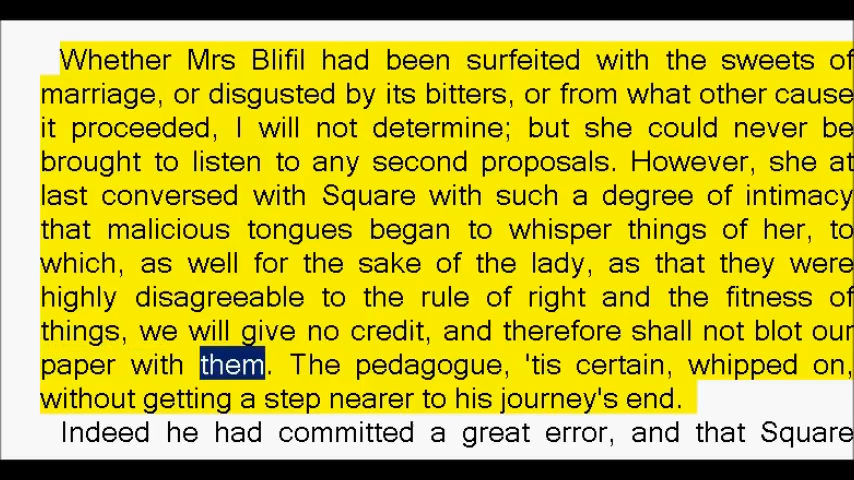 Whether Mrs Blifil had been surfeited with the sweets of
marriage, or disgusted by its bitters, or from what other cause
it proceeded, I will not determine; but she could never be
brought to listen to any second proposals. However, she at
last conversed with Square with such a degree of intimacy
that malicious tongues began to whisper things of her, to
which, as well for the sake of the lady, as that they were
highly disagreeable to the rule of right and the fitness of
things, we will give no credit, and therefore shall not blot our
paper with them. The pedagogue, 'tis certain, whipped on,
without getting a step nearer to his journey's end.
Indeed he had committed a great error, and that Square